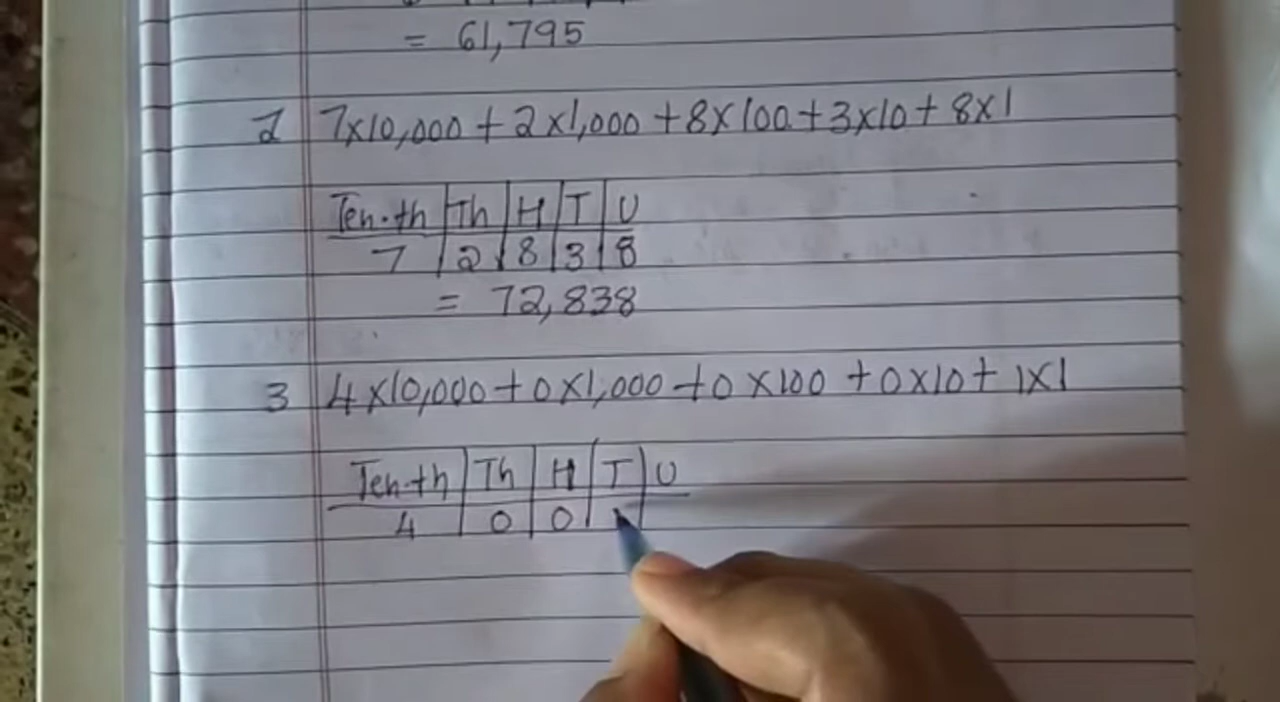 = 61,795
2 7x10,000 + 2x1,000 + 8x100 + 3x10 + 8x1
Ten.th Th H T U
7 2 8 3 8
= 72,838
3 4x10,000 + 0x1,000 + 0x100 + 0x10 + 1x1
Ten.th Th H T U
4 0 0